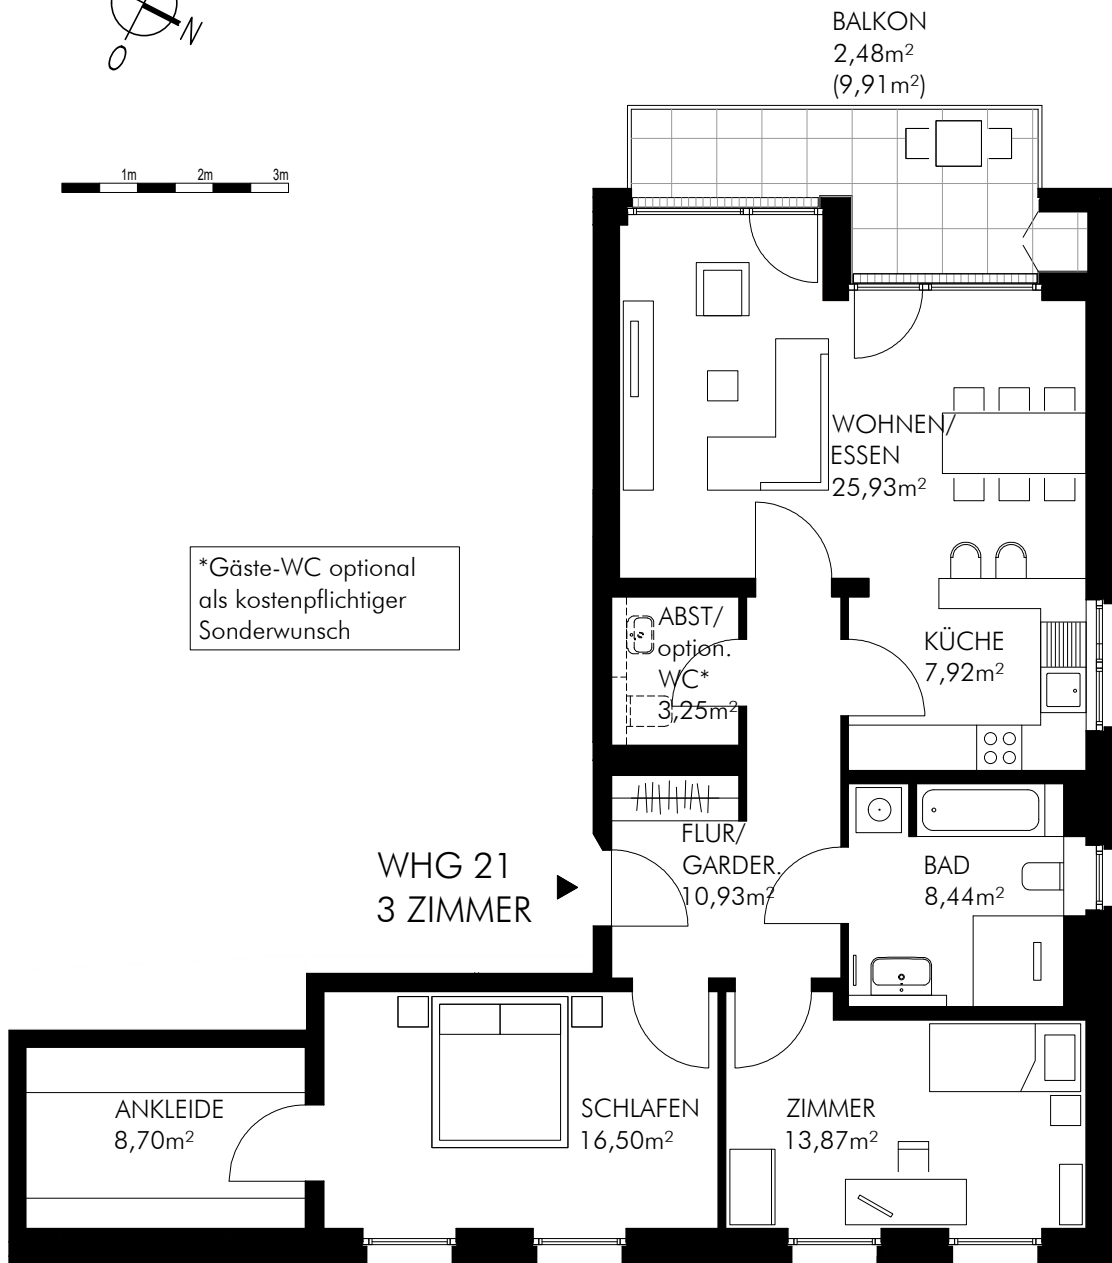 N
O
BALKON
2,48m²
(9,91m²)
1m 2m 3m
WOHNEN/
ESSEN
25,93m²
*Gäste-WC optional
als kostenpflichtiger
Sonderwunsch
ABST/
option.
WC*
3,25m²
KÜCHE
7,92m²
FLUR/
GARDER.
10,93m²
WHG 21
3 ZIMMER
BAD
8,44m²
ANKLEIDE
8,70m²
SCHLAFEN
16,50m²
ZIMMER
13,87m²